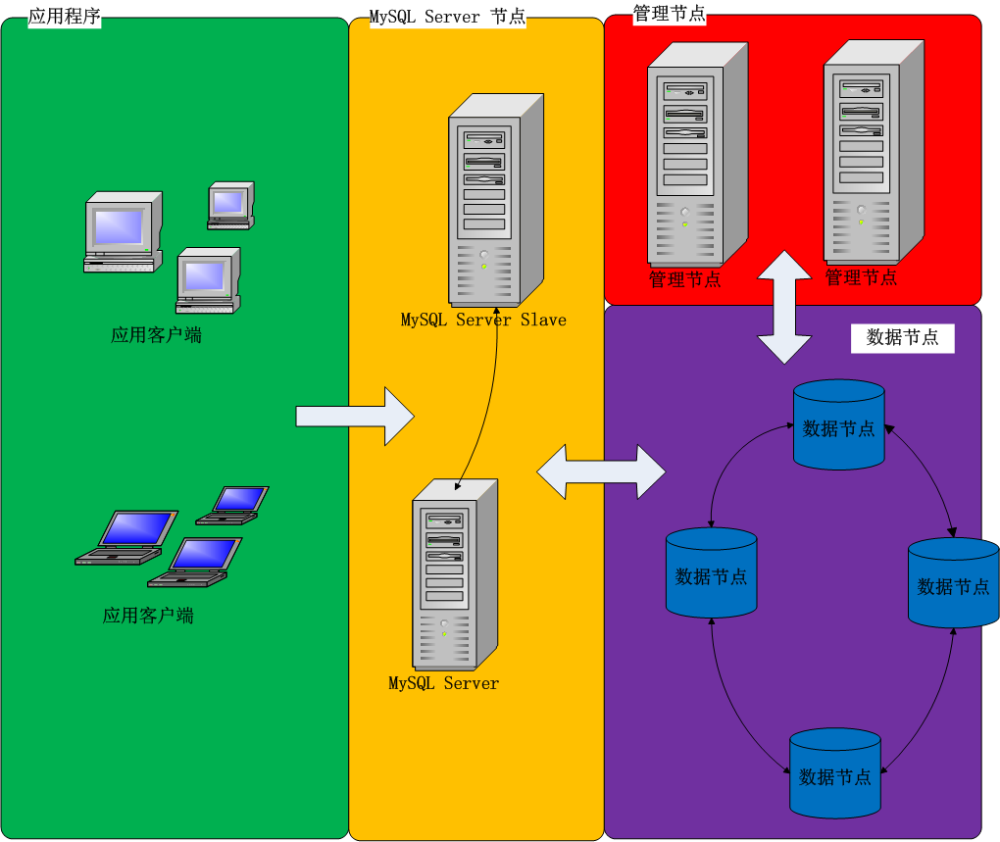 应用程序
MySQL Server 节点
管理节点
管理节点
管理节点
MySQL Server Slave
应用客户端
数据节点
数据节点
数据节点
数据节点
应用客户端
MySQL Server
数据节点